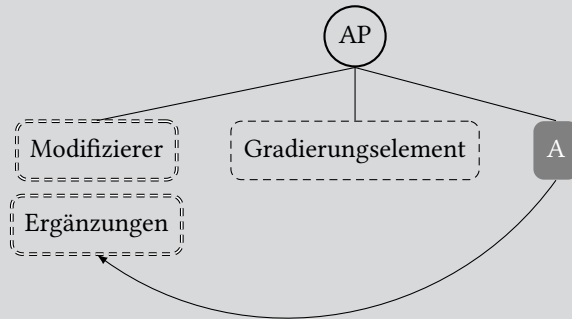 AP
Modifizierer
Gradierungselement
A
Ergänzungen